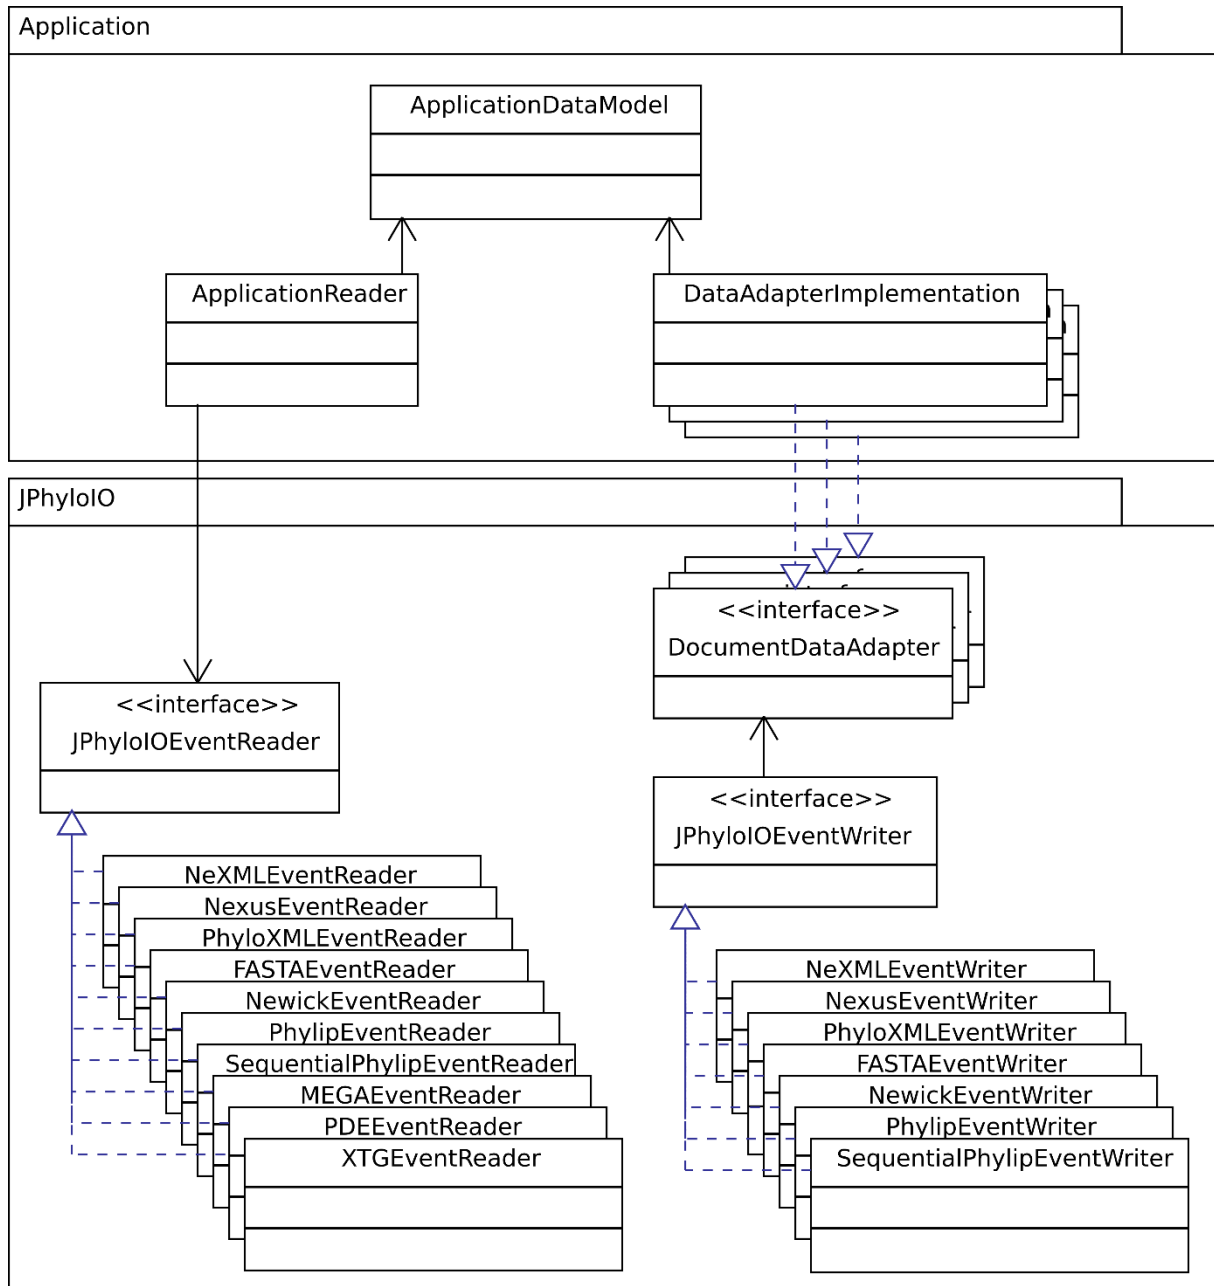 Application
ApplicationDataModel
ApplicationReader
DataAdapterImplementation
JPhyloIO
<<interface>>
DocumentDataAdapter
<<interface>>
JPhyloIOEventReader
<<interface>>
JPhyloIOEventWriter
NeXMLEventReader
NexusEventReader
PhyloXMLEventReader
FASTAEventReader
NewickEventReader
PhylipEventReader
SequentialPhylipEventReader
MEGAEventReader
PDEEventReader
XTGEventReader
NeXMLEventWriter
NexusEventWriter
PhyloXMLEventWriter
FASTAEventWriter
NewickEventWriter
PhylipEventWriter
SequentialPhylipEventWriter